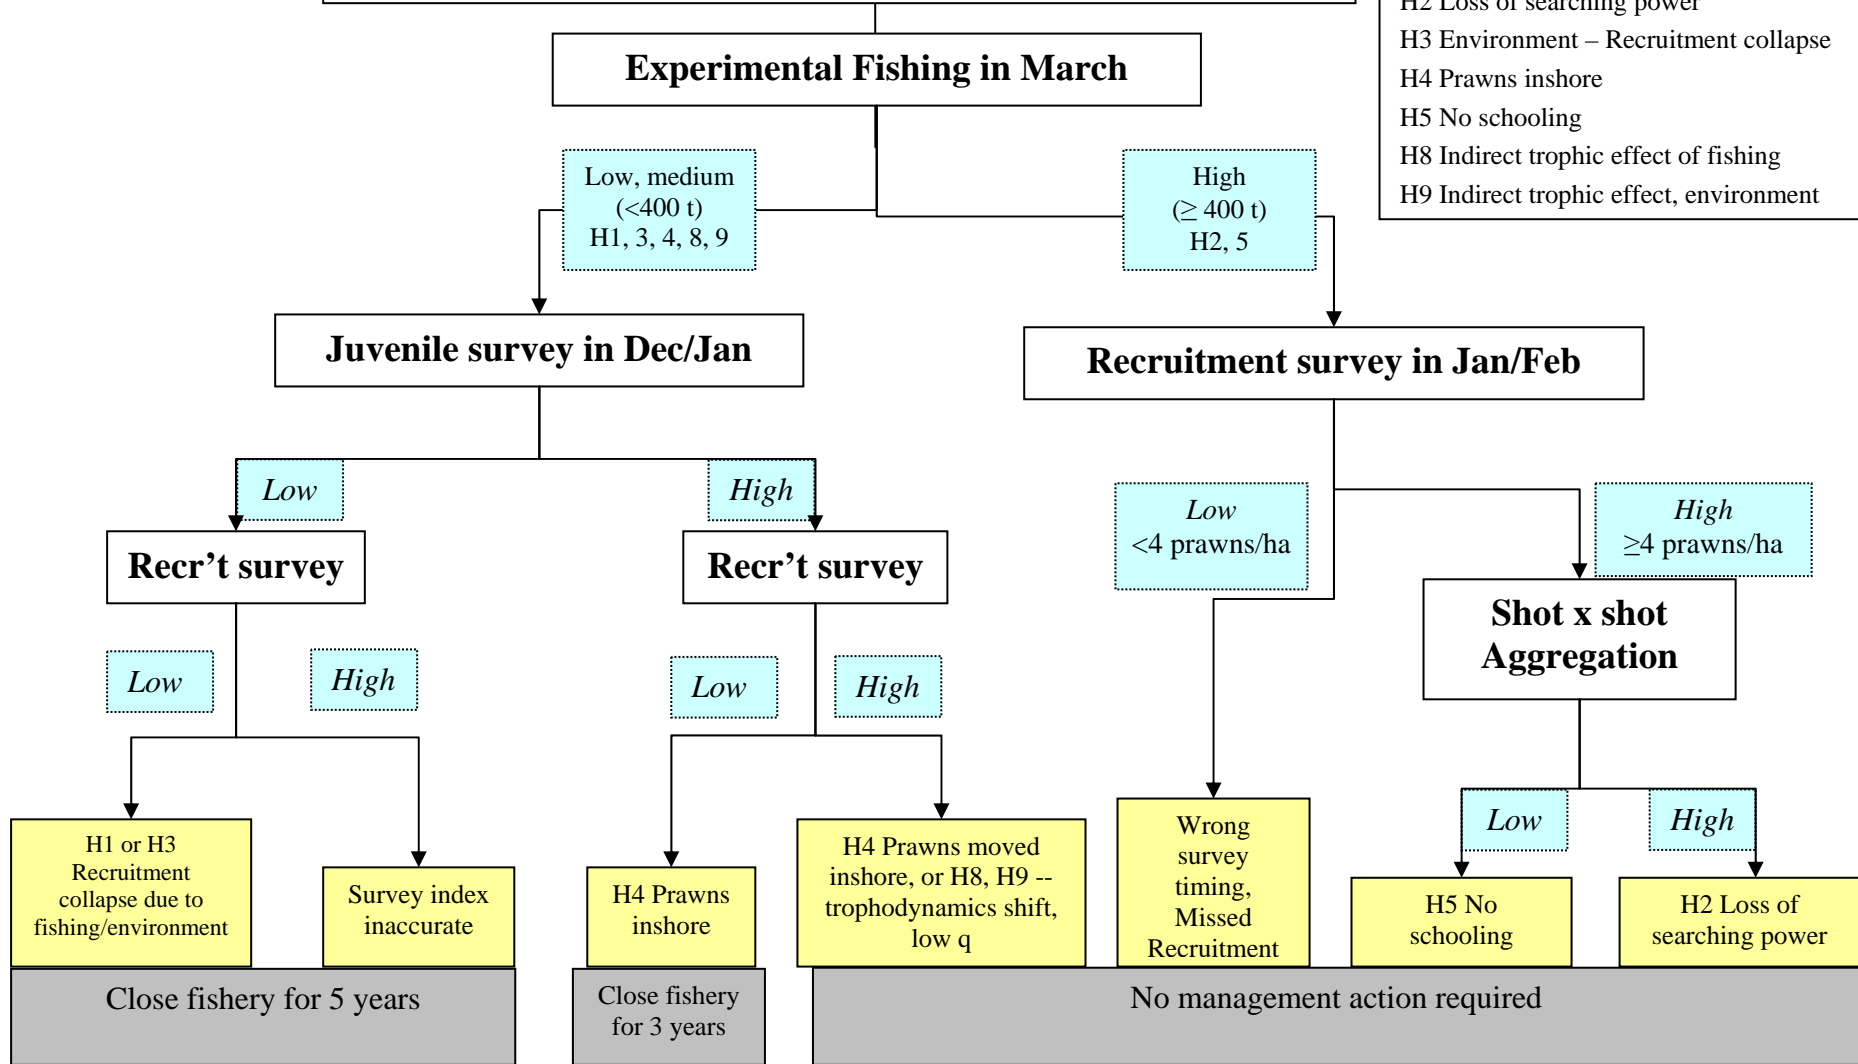 H2 Loss of searching power
H3 Environment – Recruitment collapse
H4 Prawns inshore
H5 No schooling
H8 Indirect trophic effect of fishing
H9 Indirect trophic effect, environment
Experimental Fishing in March
Low, medium
(<400 t)
H1, 3, 4, 8, 9
High
(≥ 400 t)
H2, 5
Juvenile survey in Dec/Jan
Recruitment survey in Jan/Feb
Low
High
Low
<4 prawns/ha
High
≥4 prawns/ha
Recr’t survey
Recr’t survey
Shot x shot
Aggregation
Low
High
Low
High
Low
High
H1 or H3
Recruitment
collapse due to
fishing/environment
Survey index
inaccurate
H4 Prawns
inshore
H4 Prawns moved
inshore, or H8, H9 --
trophodynamics shift,
low q
Wrong
survey
timing,
Missed
Recruitment
H5 No
schooling
H2 Loss of
searching power
Close fishery for 5 years
Close fishery
for 3 years
No management action required